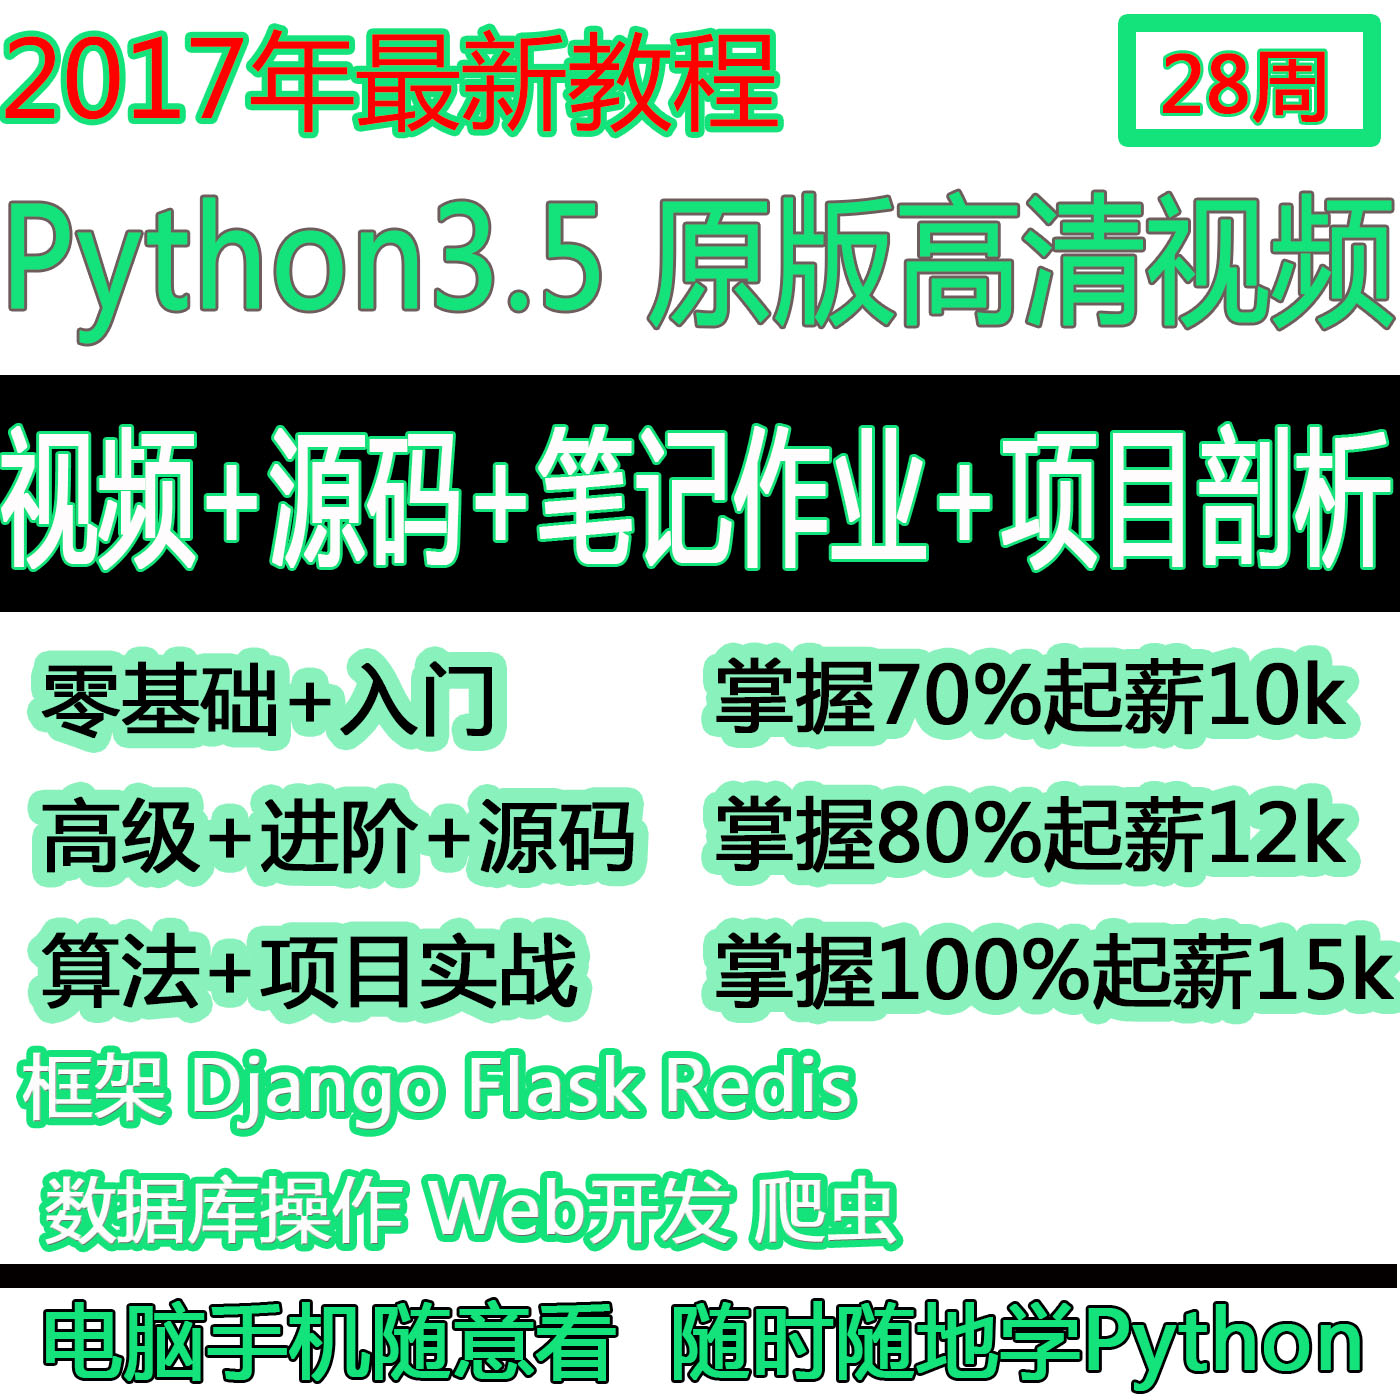 2017年最新教程
28周
Python3.5 原版高清视频
视频+源码+笔记作业+项目剖析
零基础+入门
掌握70%起薪10k
高级+进阶+源码
掌握80%起薪12k
算法+项目实战
掌握100%起薪15k
框架 Django Flask Redis
数据库操作 Web开发 爬虫
电脑手机随意看 随时随地学Python